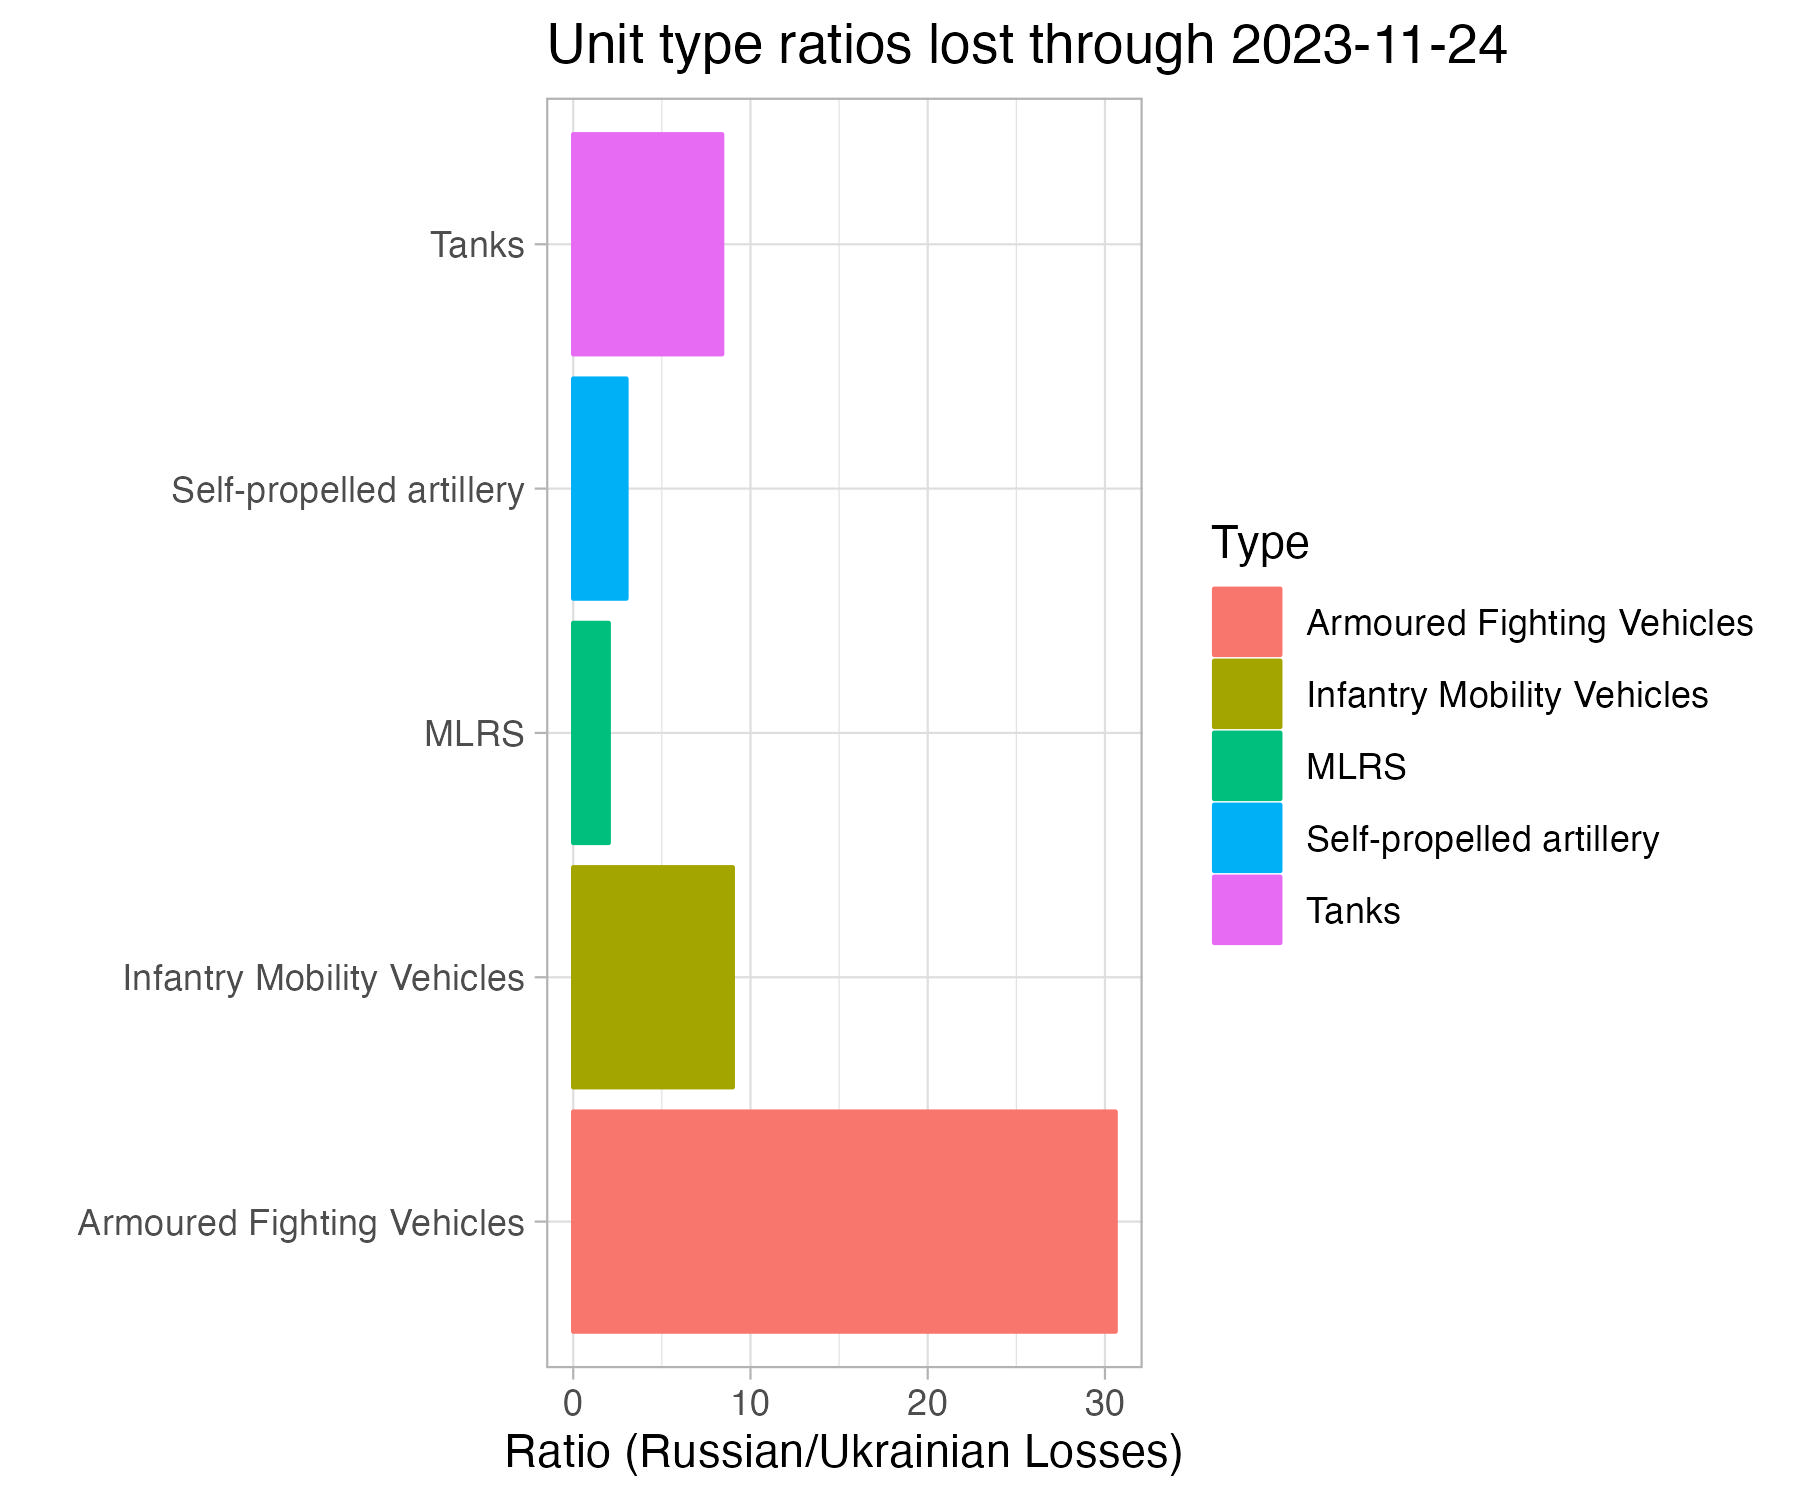 Unit type ratios lost through 2023-11-24
Tanks
Self-propelled artillery
MLRS
Infantry Mobility Vehicles
Armoured Fighting Vehicles
0 10 20 30
Ratio (Russian/Ukrainian Losses)
Type
Armoured Fighting Vehicles
Infantry Mobility Vehicles
MLRS
Self-propelled artillery
Tanks